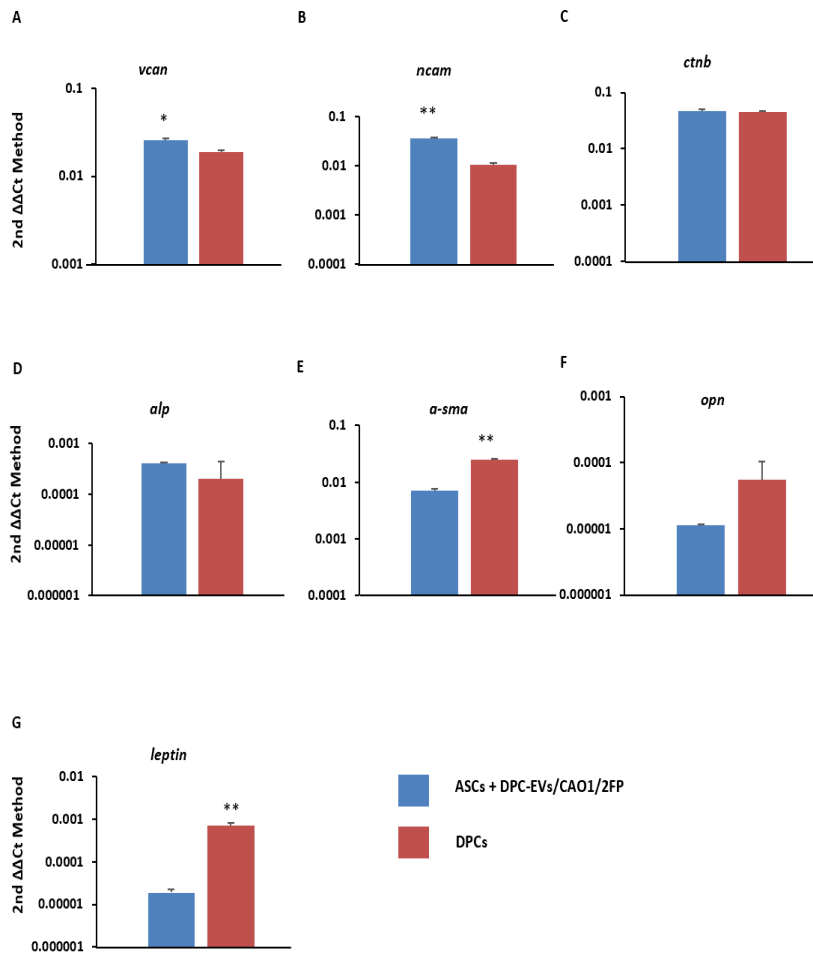 A
B
C
vcan
ncam
ctnb
2nd ΔΔCt Method
0.1
0.01
0.001
*
0.1
0.01
0.001
0.0001
**
0.1
0.01
0.001
0.0001
D
E
F
alp
a-sma
opn
2nd ΔΔCt Method
0.001
0.0001
0.00001
0.000001
0.1
0.01
0.001
0.0001
**
0.001
0.0001
0.00001
0.000001
G
leptin
2nd ΔΔCt Method
0.01
0.001
0.0001
0.00001
0.000001
**
ASCs + DPC-EVs/CAO1/2FP
DPCs